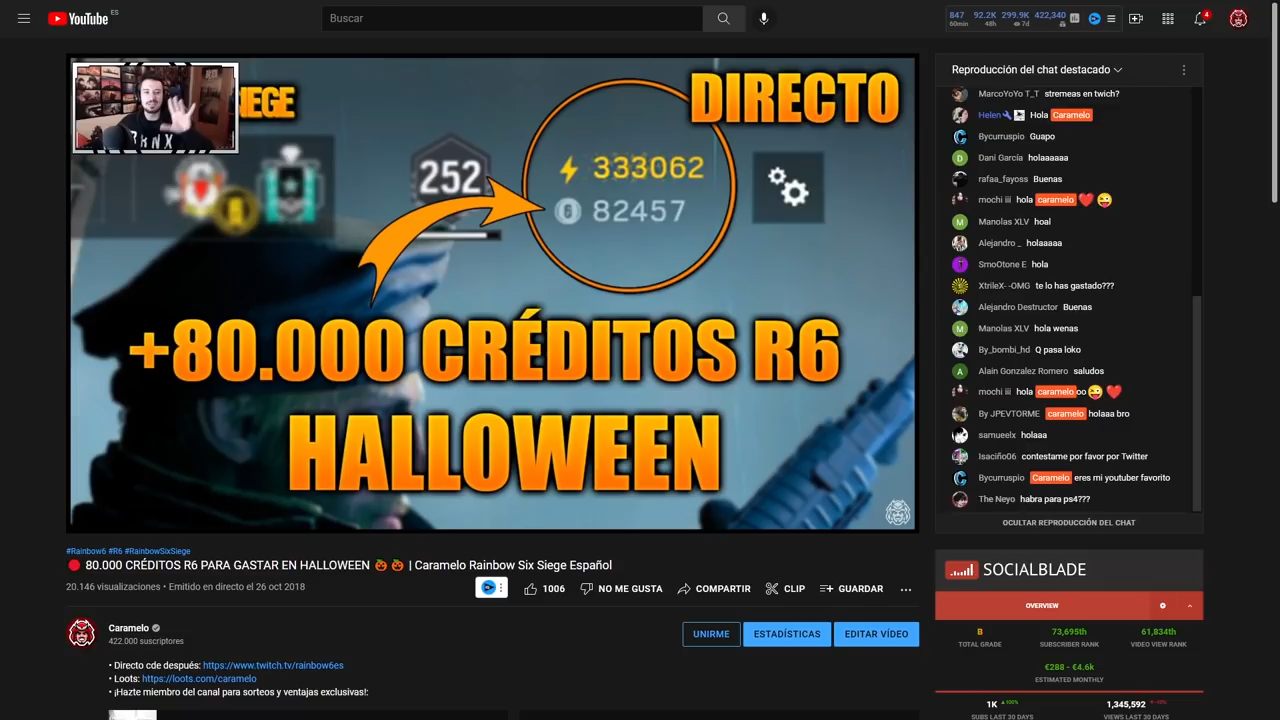 YouTube ES
Buscar
847 92.2K 299.9K 422,340
60min 48h 7d
4
SIEGE
DIRECTO
252
333062
82457
+80.000 CRÉDITOS R6
HALLOWEEN
#Rainbow6 #R6 #RainbowSixSiege
80.000 CRÉDITOS R6 PARA GASTAR EN HALLOWEEN 🎃 🎃 | Caramelo Rainbow Six Siege Español
20.146 visualizaciones • Emitido en directo el 26 oct 2018
1006 NO ME GUSTA COMPARTIR CLIP GUARDAR ...
Caramelo
422.000 suscriptores
UNIRME ESTADÍSTICAS EDITAR VÍDEO
• Directo cde después: https://www.twitch.tv/rainbow6es
• Loots: https://loots.com/caramelo
• ¡Hazte miembro del canal para sorteos y ventajas exclusivas!:
Reproducción del chat destacado
MarcoYoYo T_T stremeas en twich?
Helen Hola Caramelo
Bycurruspio Guapo
Dani García holaaaaaa
rafaa_fayoss Buenas
mochi iii hola caramelo ❤️ 😜
Manolas XLV hoal
Alejandro _ holaaaaa
SmoOtone E hola
XtrileX- -OMG te lo has gastado???
Alejandro Destructor Buenas
Manolas XLV hola wenas
By_bombi_hd Q pasa loko
Alain Gonzalez Romero saludos
mochi iii hola caramelooo 😜 ❤️
By JPEVTORME caramelo holaaa bro
samueelx holaaa
1saciño06 contestame por favor por Twitter
Bycurruspio Caramelo eres mi youtuber favorito
The Neyo habra para ps4???
OCULTAR REPRODUCCIÓN DEL CHAT
SOCIALBLADE
OVERVIEW
B 73,695th 61,834th
TOTAL GRADE SUBSCRIBER RANK VIDEO VIEW RANK
€288 - €4.6k
ESTIMATED MONTHLY
1K ▲100% 1,345,592
SUBS LAST 30 DAYS VIEWS LAST 30 DAYS